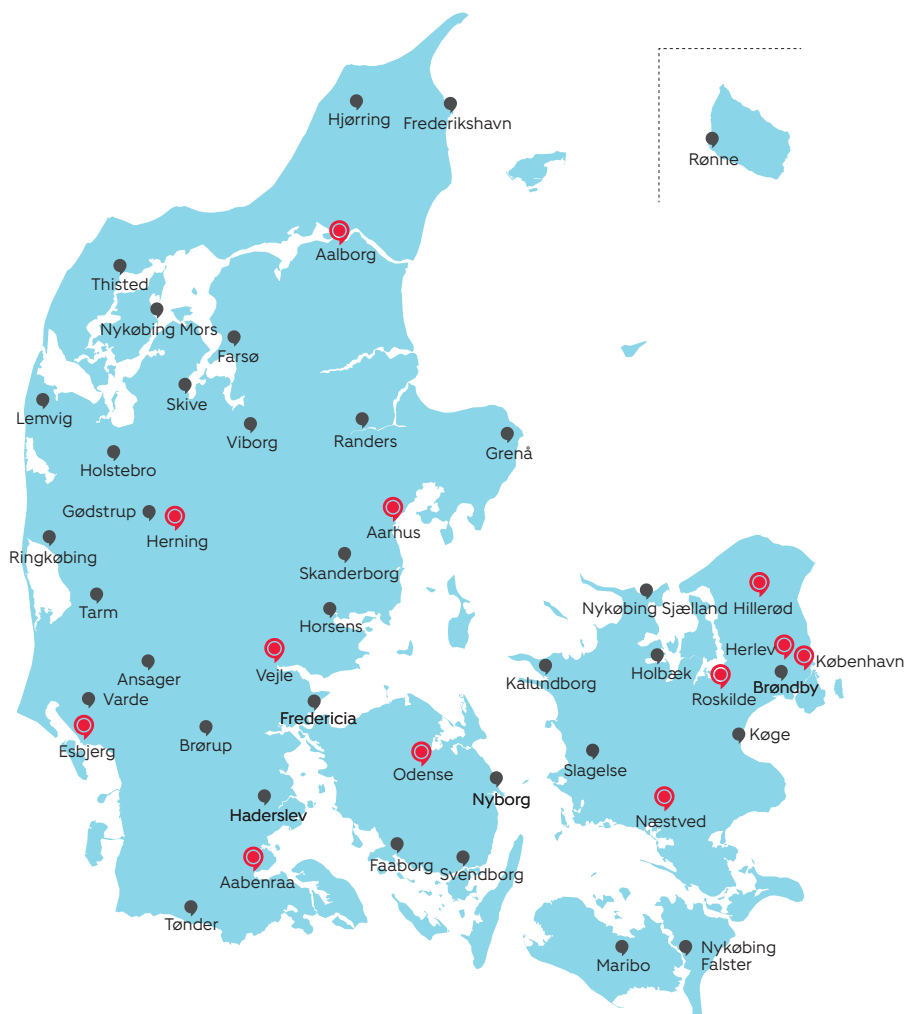 Hjørring
Frederikshavn
Rønne
Aalborg
Thisted
Nykøbing Mors
Farsø
Skive
Lemvig
Viborg
Randers
Grenå
Holstebro
Gødstrup
Herning
Aarhus
Ringkøbing
Skanderborg
Tarm
Horsens
Nykøbing Sjælland
Hillerød
Herlev
København
Vejle
Ansager
Kalundborg
Holbæk
Roskilde
Brøndby
Varde
Fredericia
Esbjerg
Brørup
Køge
Odense
Slagelse
Nyborg
Haderslev
Næstved
Faaborg
Svendborg
Aabenraa
Tønder
Maribo
Nykøbing
Falster